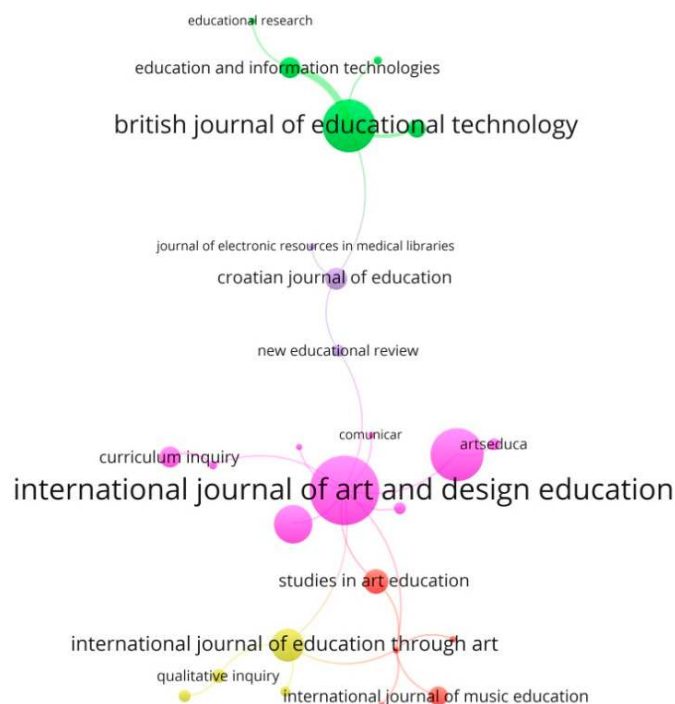 educational research
education and information technologies
british journal of educational technology
journal of electronic resources in medical libraries
croatian journal of education
new educational review
comunicar
artseduca
curriculum inquiry
international journal of art and design education
studies in art education
international journal of education through art
qualitative inquiry
international journal of music education